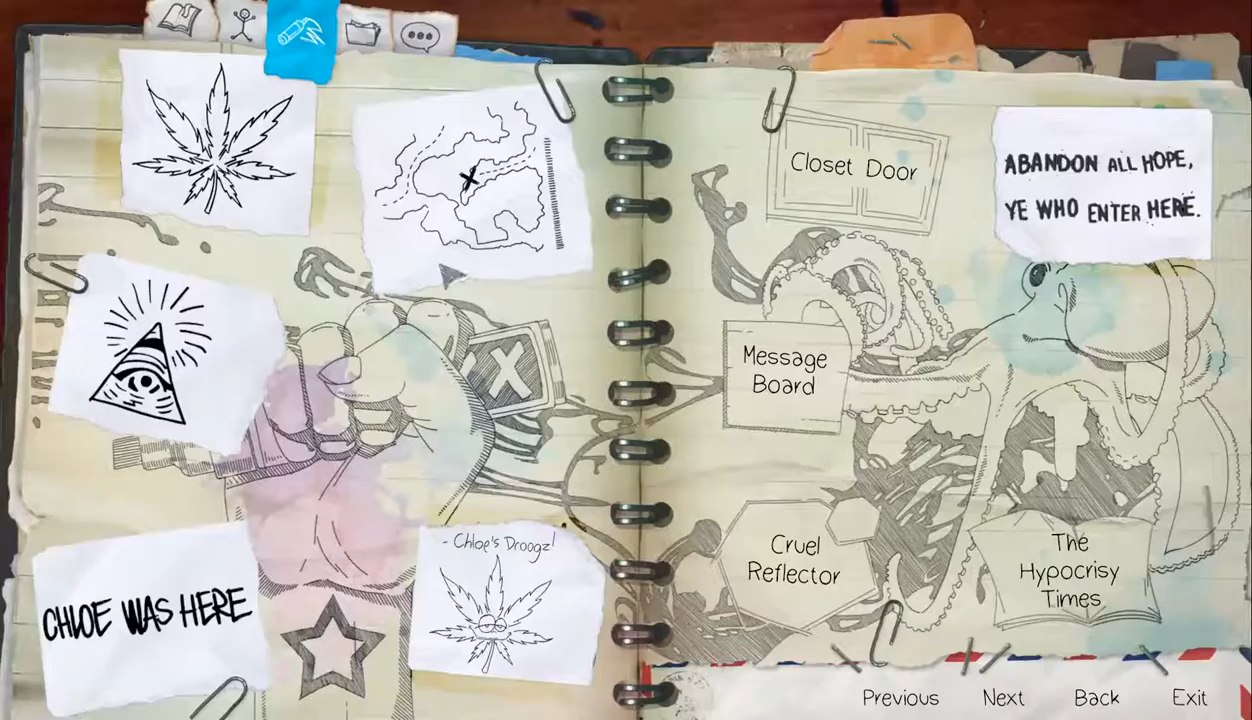 CHLOE WAS HERE
- Chloe's Droogz!
Closet Door
ABANDON ALL HOPE,
YE WHO ENTER HERE.
Message
Board
Cruel
Reflector
The
Hypocrisy
Times
Previous
Next
Back
Exit